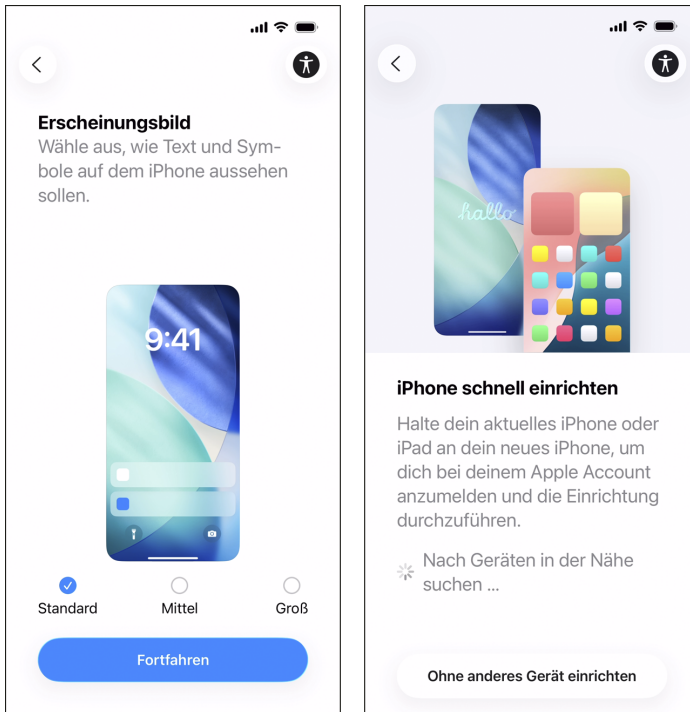 Erscheinungsbild
Wähle aus, wie Text und Sym-
bole auf dem iPhone aussehen
sollen.
9:41
Standard
Mittel
Groß
Fortfahren
hallo
iPhone schnell einrichten
Halte dein aktuelles iPhone oder
iPad an dein neues iPhone, um
dich bei deinem Apple Account
anzumelden und die Einrichtung
durchzuführen.
Nach Geräten in der Nähe
suchen ...
Ohne anderes Gerät einrichten